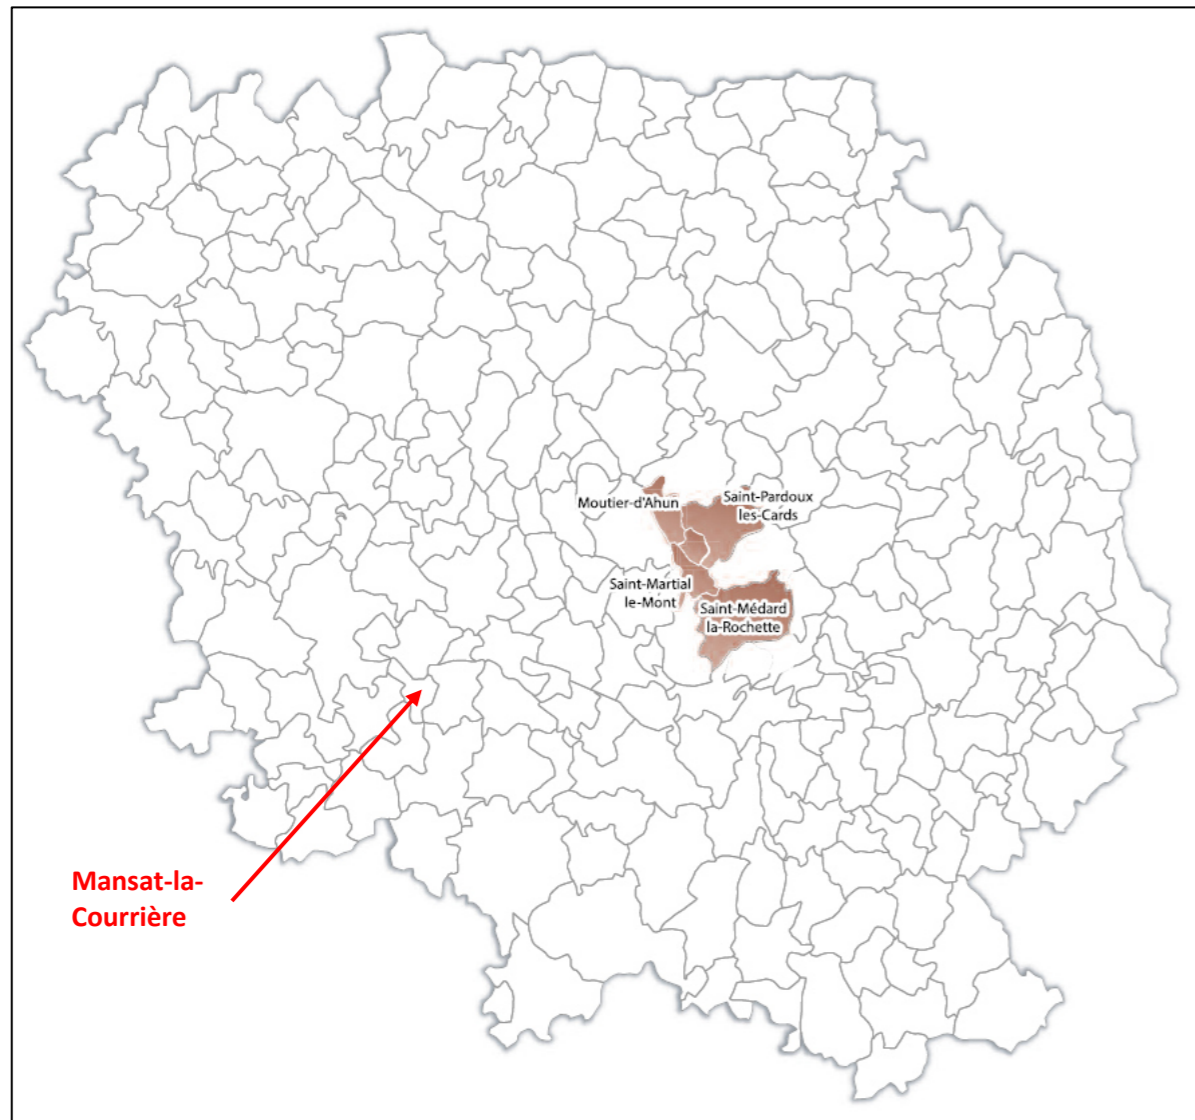 Moutier-d'Ahun
Saint-Pardoux
les-Cards
Saint-Martial
le-Mont
Saint-Médard
la-Rochette
Mansat-la-
Courrière